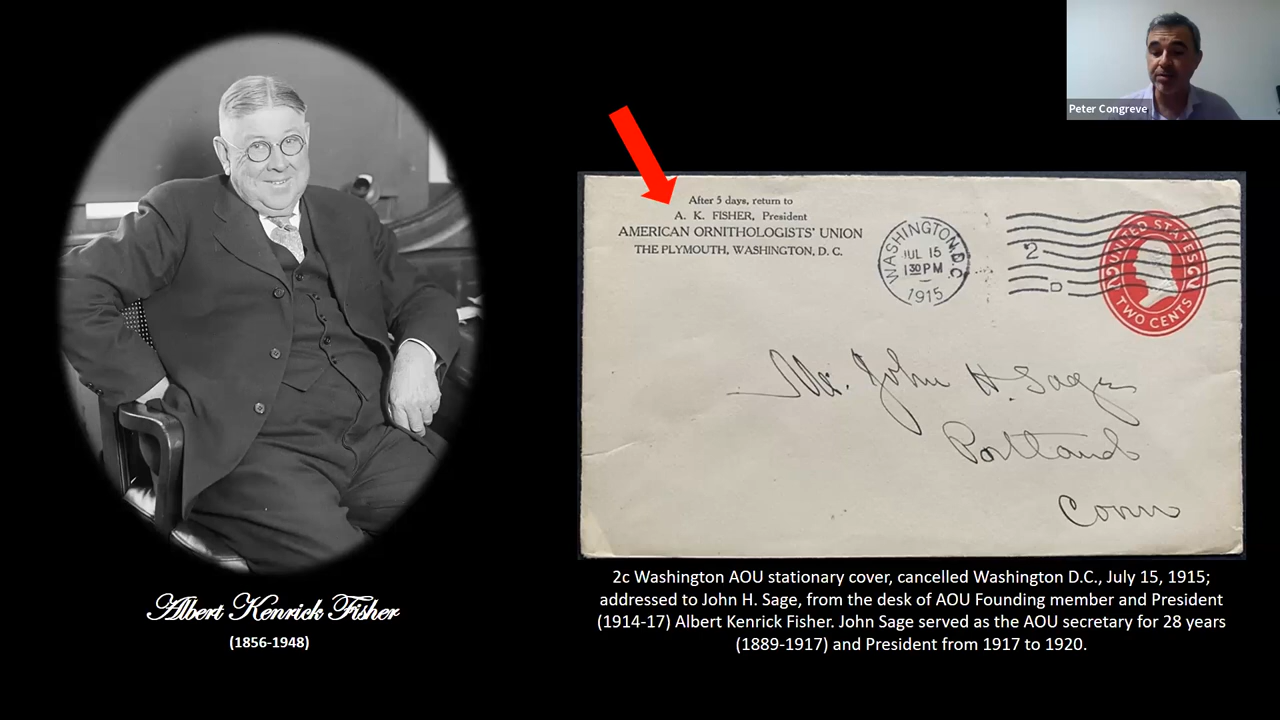 Peter Congreve
After 5 days, return to
A. K. FISHER, President
AMERICAN ORNITHOLOGISTS' UNION
THE PLYMOUTH, WASHINGTON, D. C.
WASHINGTON, D.C.
JUL 15
1 30 PM
1915
2
D
UNITED STATES
2 2
TWO CENTS
Mr. John H. Sage
Portland
Conn
Albert Kenrick Fisher
(1856-1948)
2c Washington AOU stationary cover, cancelled Washington D.C., July 15, 1915;
addressed to John H. Sage, from the desk of AOU Founding member and President
(1914-17) Albert Kenrick Fisher. John Sage served as the AOU secretary for 28 years
(1889-1917) and President from 1917 to 1920.